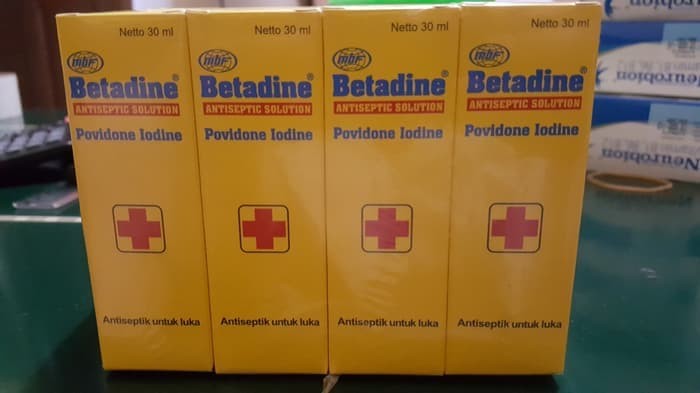 Netto 30 ml
mbf
Betadine®
ANTISEPTIC SOLUTION
Povidone Iodine
Antiseptik untuk luka
Netto 30 ml
mbf
Betadine®
ANTISEPTIC SOLUTION
Povidone Iodine
Antiseptik untuk luka
Netto 30 ml
mbf
Betadine®
ANTISEPTIC SOLUTION
Povidone Iodine
Antiseptik untuk luka
Netto 30 ml
mbf
Betadine®
ANTISEPTIC SOLUTION
Povidone Iodine
Antiseptik untuk luka
Neurobion
Neurobion